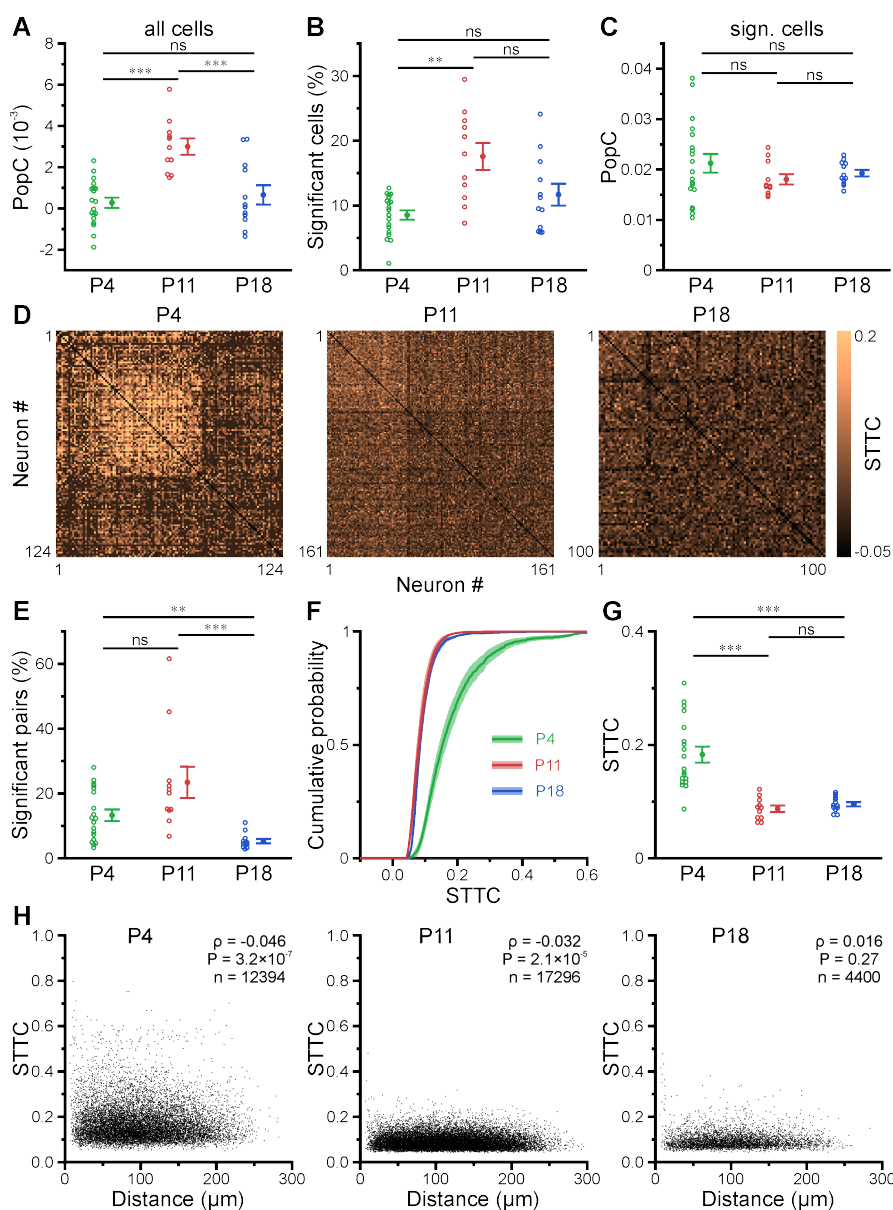 A all cells
ns
*** ***
PopC (10-3)
8
6
4
2
0
-2
P4 P11 P18
B
ns
** ns
Significant cells (%)
30
20
10
0
P4 P11 P18
C sign. cells
ns
ns ns
PopC
0.04
0.03
0.02
0.01
0
P4 P11 P18
D P4 P11 P18
1 1 1
Neuron #
124 161 100
1 124 1 161 1 100
Neuron #
0.2
STTC
-0.05
E
**
ns ***
Significant pairs (%)
60
40
20
0
P4 P11 P18
F
Cumulative probability
1
0.5
0
P4
P11
P18
0.0 0.2 0.4 0.6
STTC
G
***
*** ns
STTC
0.4
0.2
0
P4 P11 P18
H
P4
ρ = -0.046
P = 3.2×10-7
n = 12394
STTC
1.0
0.8
0.6
0.4
0.2
0.0
0 100 200 300
Distance (µm)
P11
ρ = -0.032
P = 2.1×10-5
n = 17296
STTC
1.0
0.8
0.6
0.4
0.2
0.0
0 100 200 300
Distance (µm)
P18
ρ = 0.016
P = 0.27
n = 4400
STTC
1.0
0.8
0.6
0.4
0.2
0.0
0 100 200 300
Distance (µm)